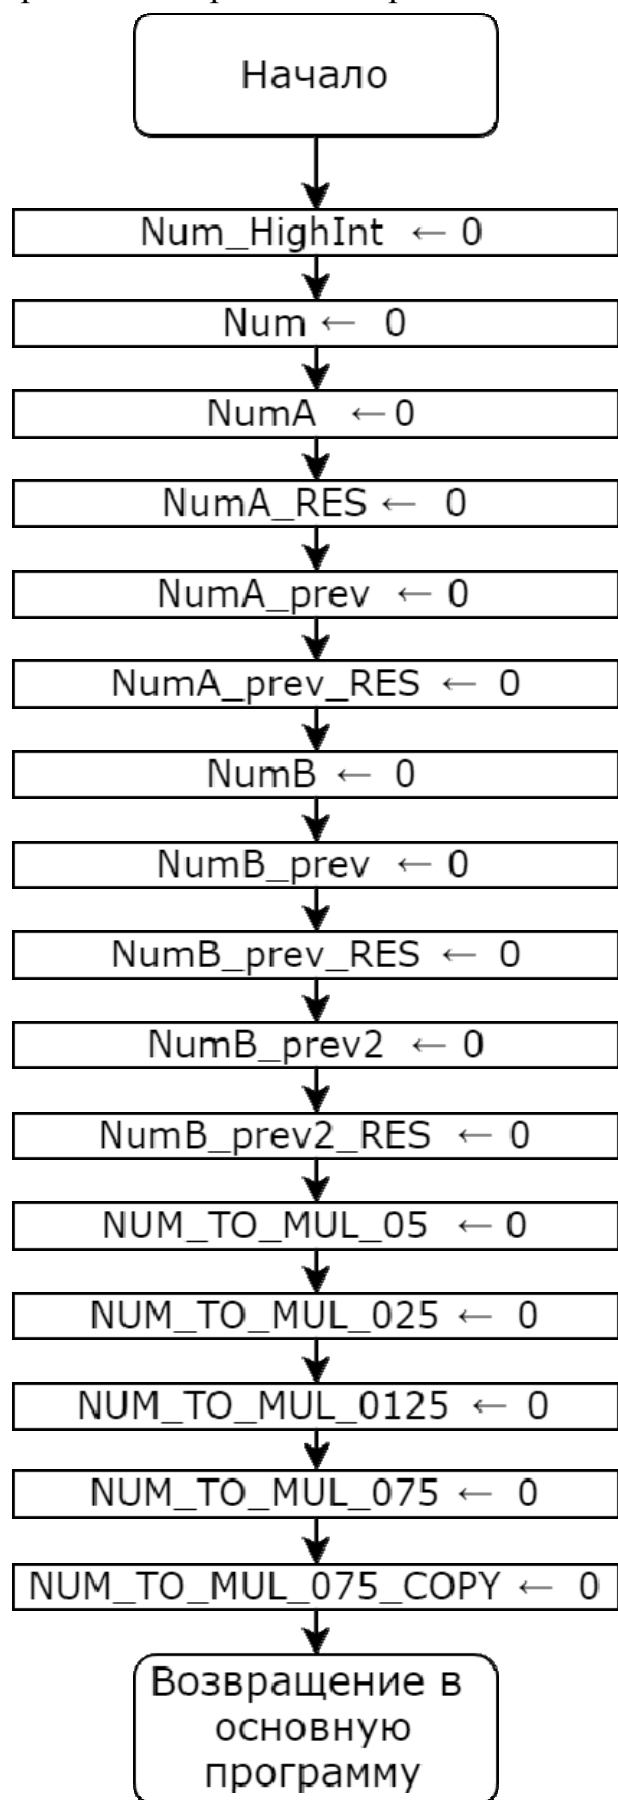 Начало
Num_HighInt ← 0
Num ← 0
NumA ← 0
NumA_RES ← 0
NumA_prev ← 0
NumA_prev_RES ← 0
NumB ← 0
NumB_prev ← 0
NumB_prev_RES ← 0
NumB_prev2 ← 0
NumB_prev2_RES ← 0
NUM_TO_MUL_05 ← 0
NUM_TO_MUL_025 ← 0
NUM_TO_MUL_0125 ← 0
NUM_TO_MUL_075 ← 0
NUM_TO_MUL_075_COPY ← 0
Возвращение в
основную
программу